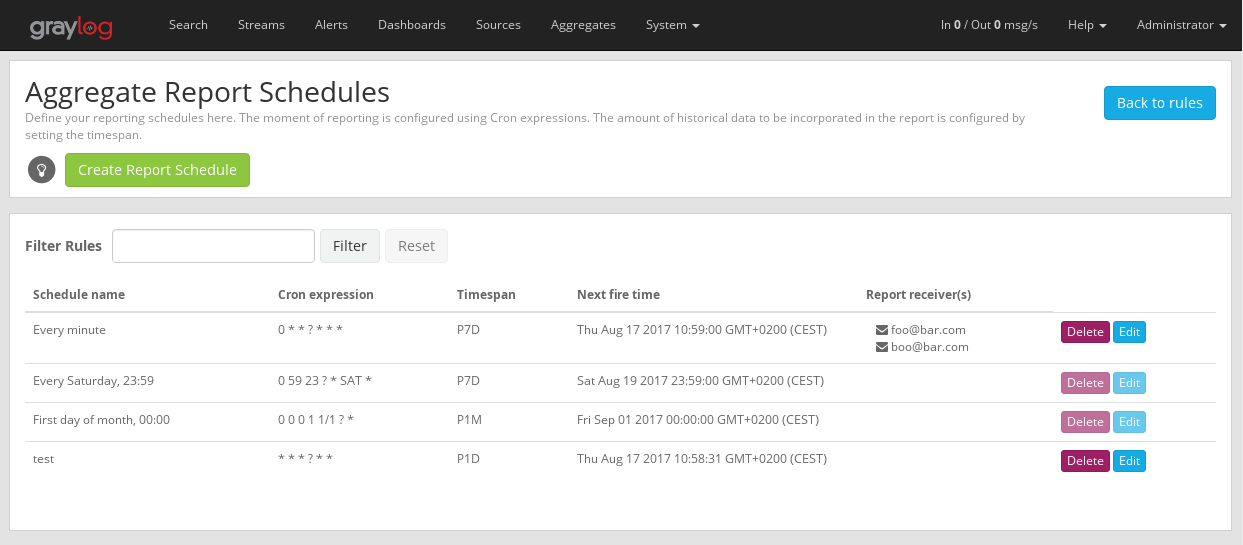 graylog Search Streams Alerts Dashboards Sources Aggregates System In 0 / Out 0 msg/s Help Administrator
Aggregate Report Schedules
Back to rules
Define your reporting schedules here. The moment of reporting is configured using Cron expressions. The amount of historical data to be incorporated in the report is configured by
setting the timespan.
Create Report Schedule
Filter Rules Filter Reset
Schedule name Cron expression Timespan Next fire time Report receiver(s)
Every minute 0 * * ? * * * P7D Thu Aug 17 2017 10:59:00 GMT+0200 (CEST) foo@bar.com Delete Edit
boo@bar.com
Every Saturday, 23:59 0 59 23 ? * SAT * P7D Sat Aug 19 2017 23:59:00 GMT+0200 (CEST) Delete Edit
First day of month, 00:00 0 0 0 1 1/1 ? * P1M Fri Sep 01 2017 00:00:00 GMT+0200 (CEST) Delete Edit
test * * * ? * * P1D Thu Aug 17 2017 10:58:31 GMT+0200 (CEST) Delete Edit